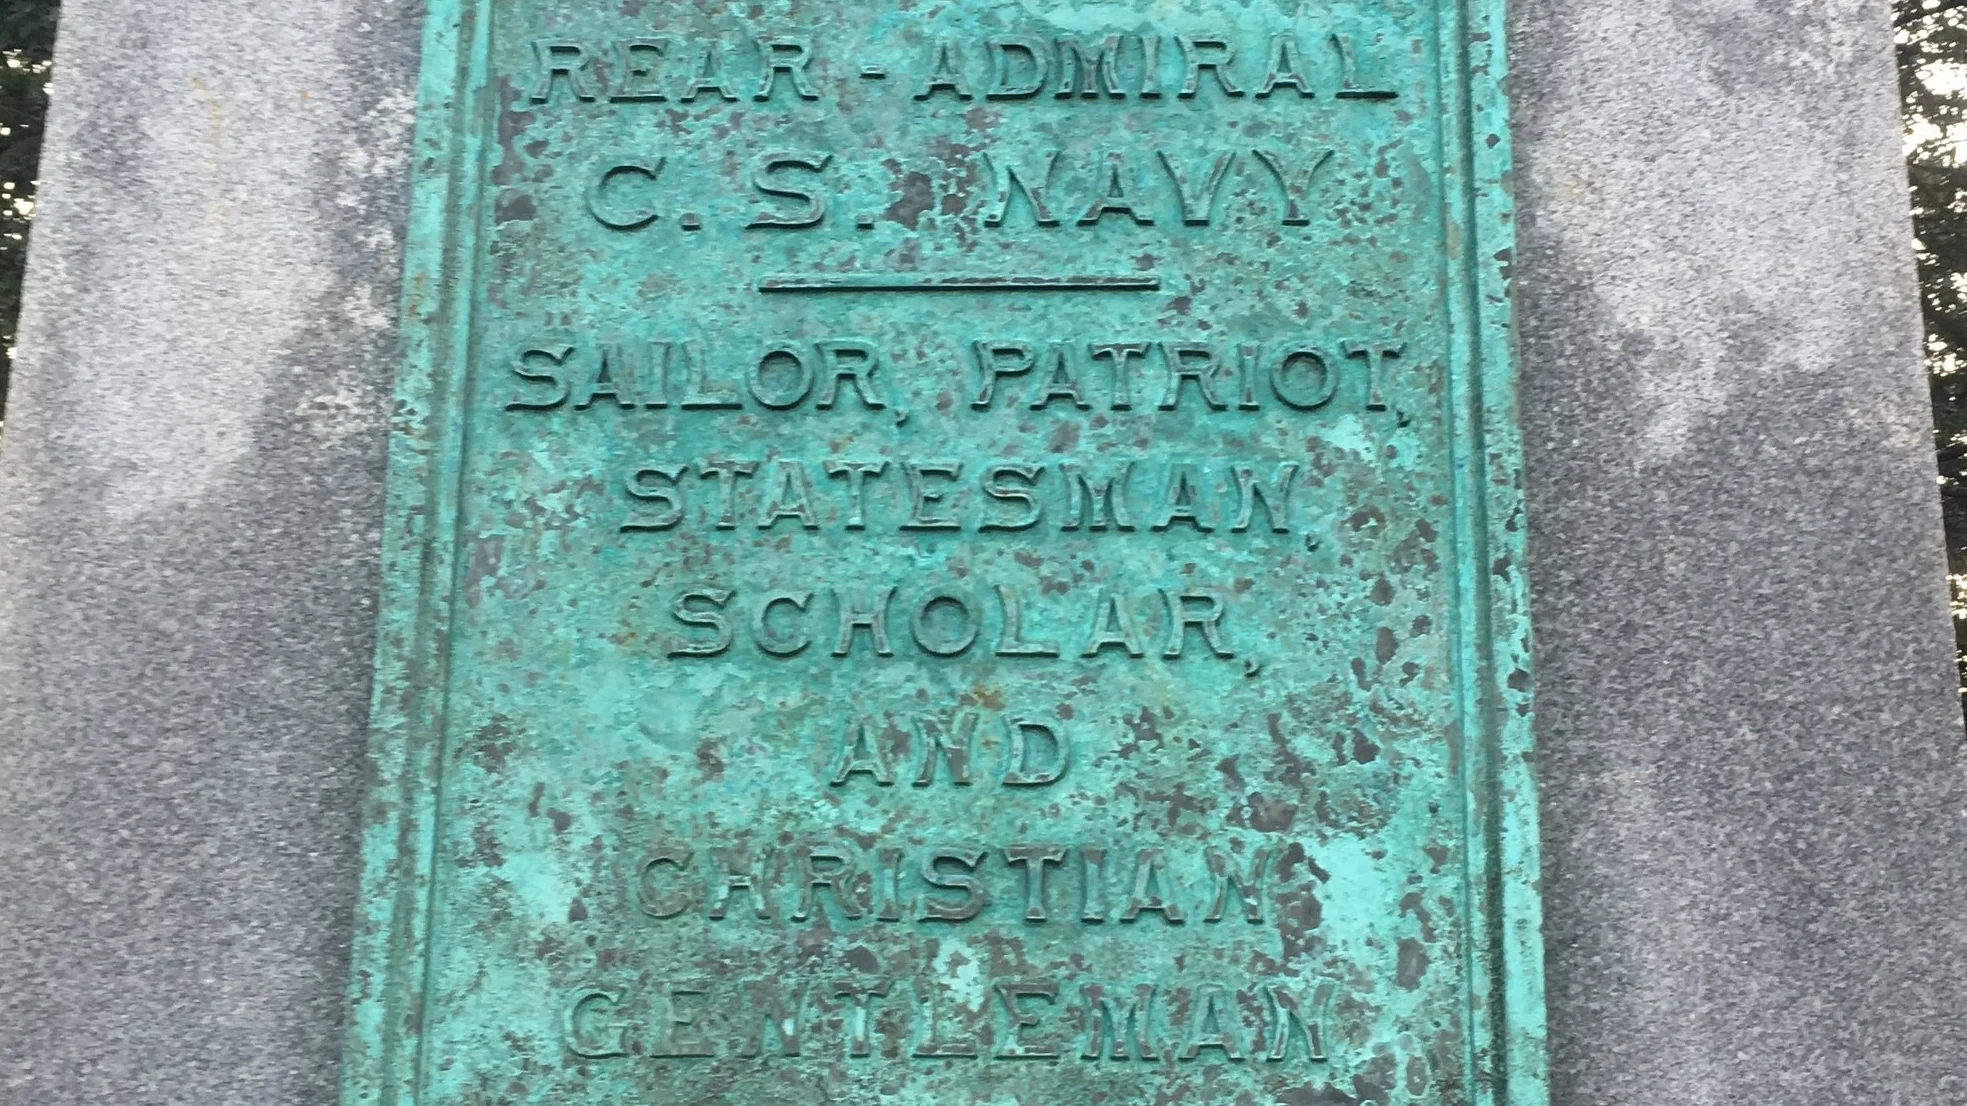 REAR-ADMIRAL
C. S. NAVY
SAILOR, PATRIOT,
STATESMAN,
SCHOLAR,
AND
CHRISTIAN
GENTLEMAN